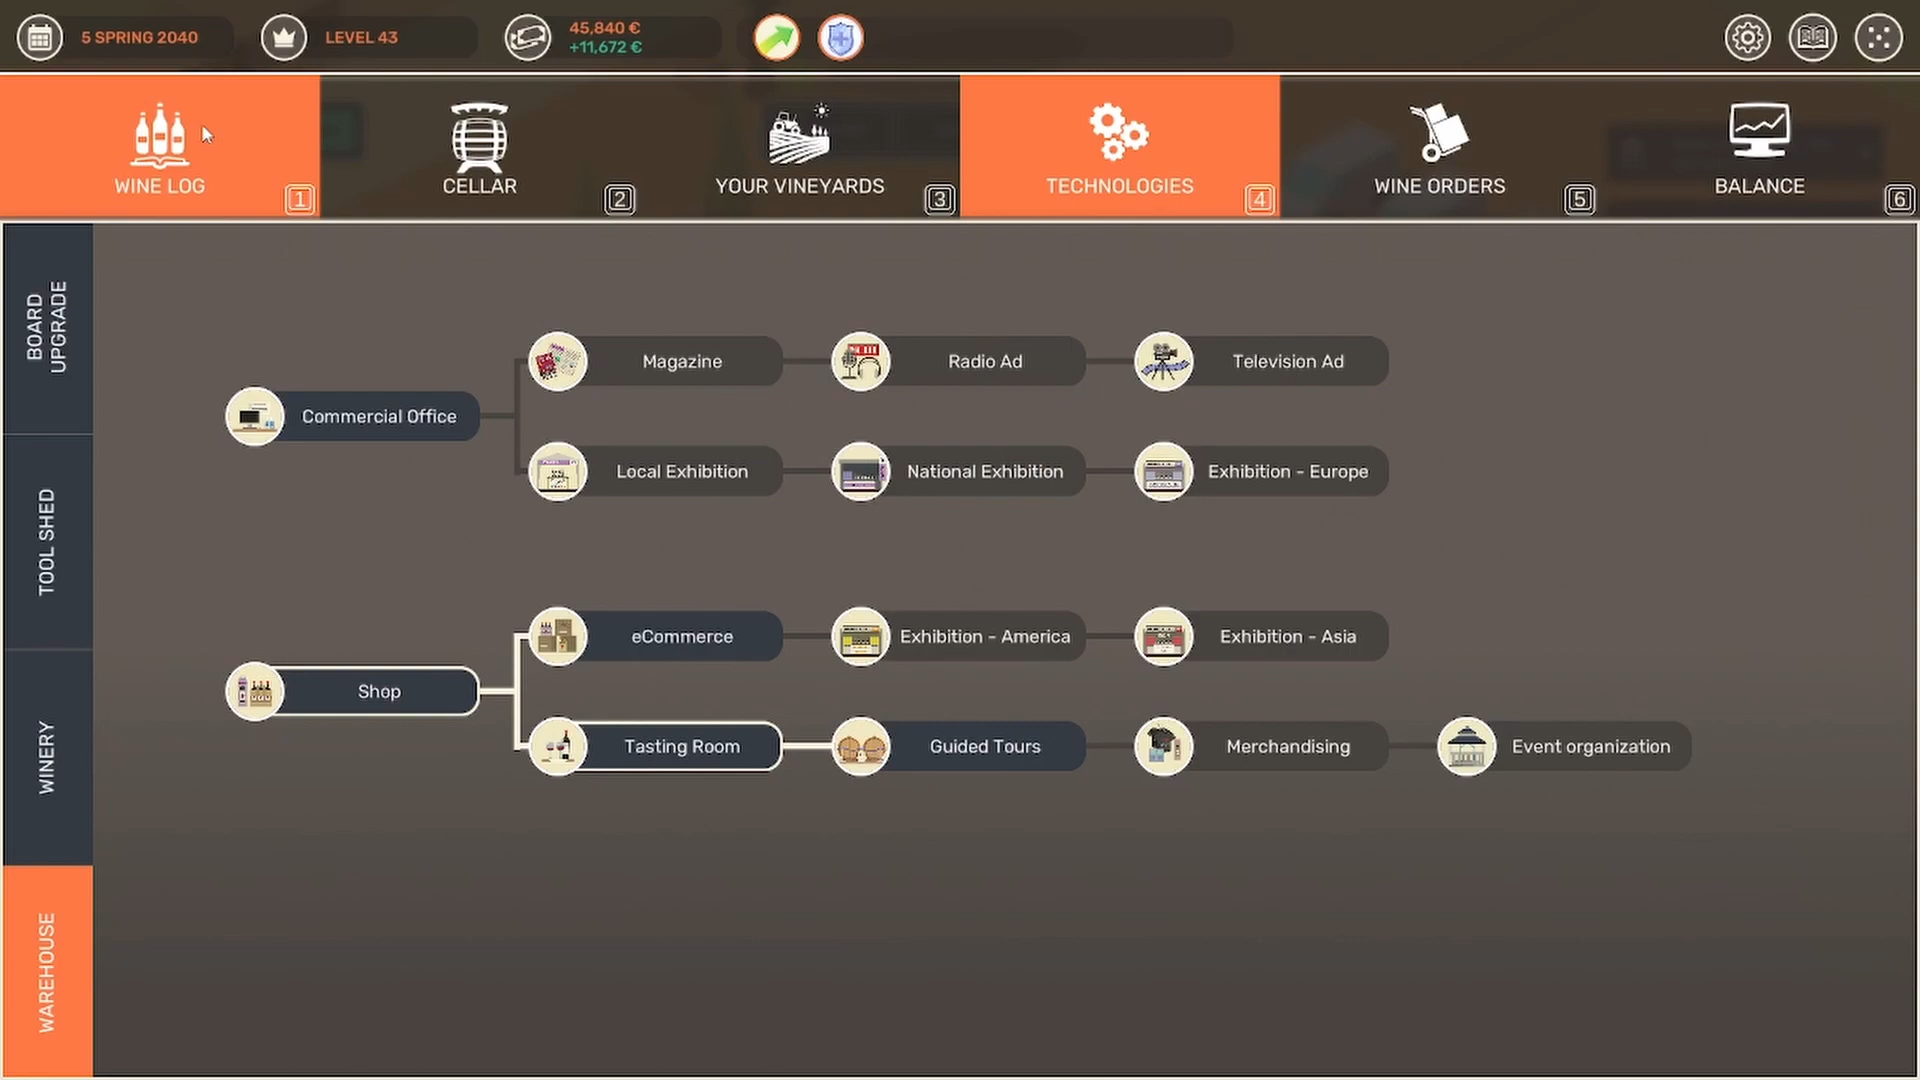 5 SPRING 2040
LEVEL 43
45,840 €
+11,672 €
WINE LOG
1
CELLAR
2
YOUR VINEYARDS
3
TECHNOLOGIES
4
WINE ORDERS
5
BALANCE
6
BOARD
UPGRADE
TOOL SHED
WINERY
WAREHOUSE
Commercial Office
Magazine
Radio Ad
Television Ad
Local Exhibition
National Exhibition
Exhibition - Europe
Shop
eCommerce
Exhibition - America
Exhibition - Asia
Tasting Room
Guided Tours
Merchandising
Event organization